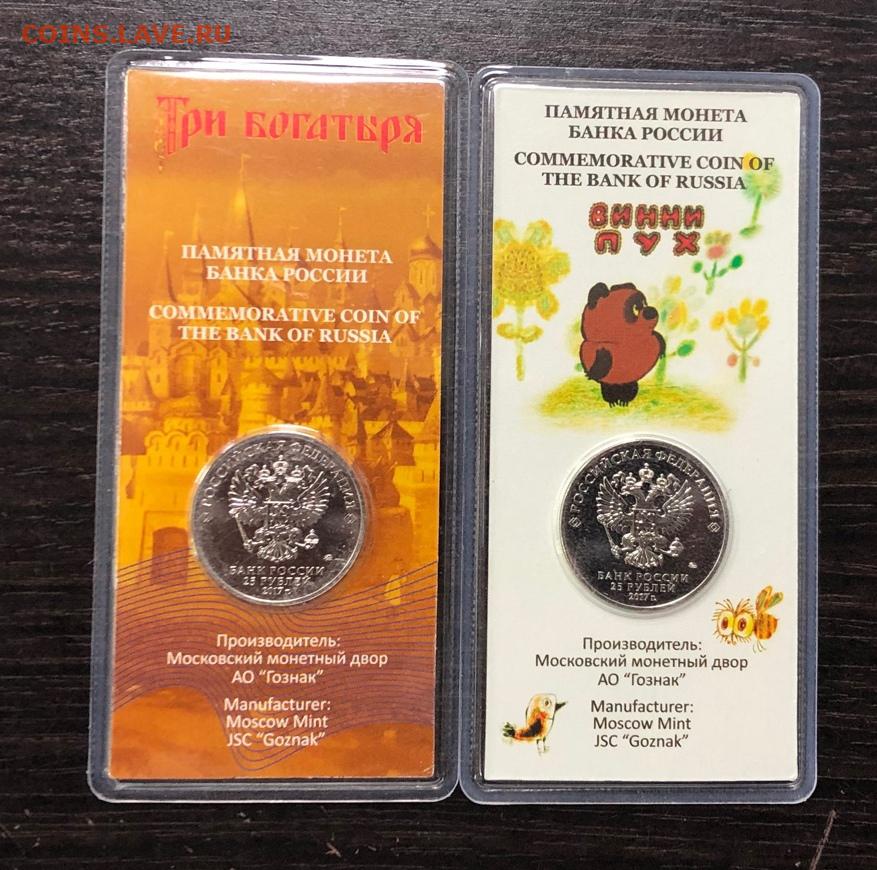 COINS.LAVE.RU
Три богатыря
ПАМЯТНАЯ МОНЕТА
БАНКА РОССИИ
COMMEMORATIVE COIN OF
THE BANK OF RUSSIA
РОССИЙСКАЯ ФЕДЕРАЦИЯ
БАНК РОССИИ
25 РУБЛЕЙ
2017 г.
Производитель:
Московский монетный двор
АО “Гознак”
Manufacturer:
Moscow Mint
JSC “Goznak”
ПАМЯТНАЯ МОНЕТА
БАНКА РОССИИ
COMMEMORATIVE COIN OF
THE BANK OF RUSSIA
ВИННИ
ПУХ
РОССИЙСКАЯ ФЕДЕРАЦИЯ
БАНК РОССИИ
25 РУБЛЕЙ
2017 г.
Производитель:
Московский монетный двор
АО “Гознак”
Manufacturer:
Moscow Mint
JSC “Goznak”